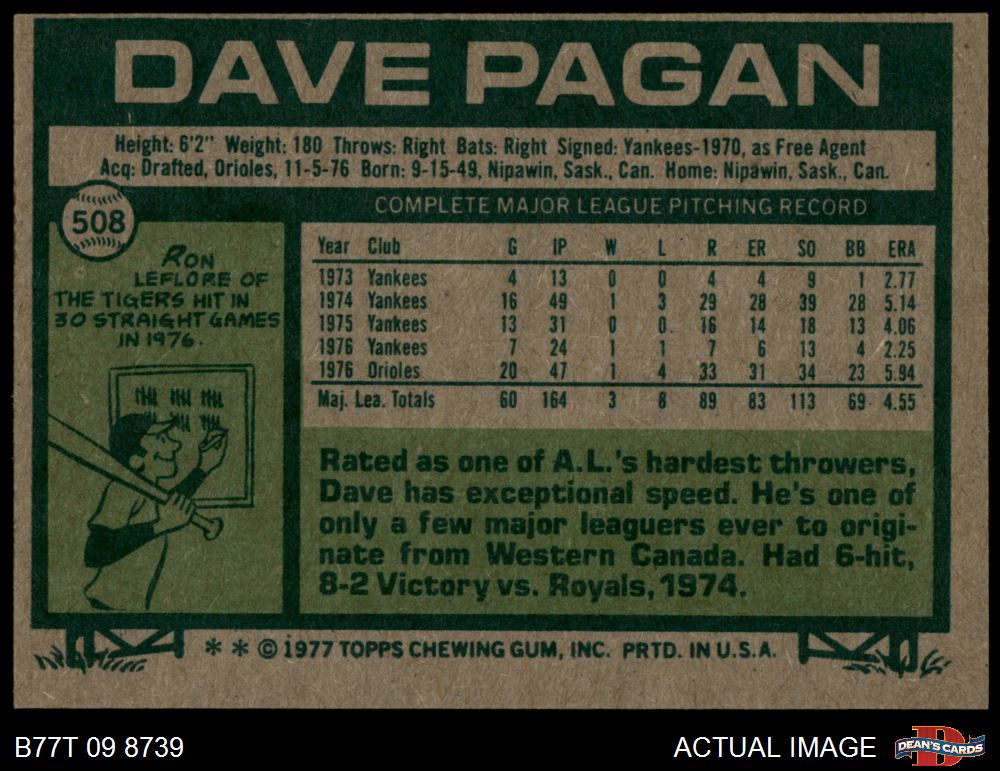 DAVE PAGAN
Height: 6'2" Weight: 180 Throws: Right Bats: Right Signed: Yankees-1970, as Free Agent
Acq: Drafted, Orioles, 11-5-76 Born: 9-15-49, Nipawin, Sask., Can. Home: Nipawin, Sask., Can.
508
COMPLETE MAJOR LEAGUE PITCHING RECORD
RON
LEFLORE OF
THE TIGERS HIT IN
30 STRAIGHT GAMES
IN 1976.
Year Club G IP W L R ER SO BB ERA
1973 Yankees 4 13 0 0 4 4 9 1 2.77
1974 Yankees 16 49 1 3 29 28 39 28 5.14
1975 Yankees 13 31 0 0 16 14 18 13 4.06
1976 Yankees 7 24 1 1 7 6 13 4 2.25
1976 Orioles 20 47 1 4 33 31 34 23 5.94
Maj. Lea. Totals 60 164 3 8 89 83 113 69 4.55
Rated as one of A.L.'s hardest throwers,
Dave has exceptional speed. He's one of
only a few major leaguers ever to origi-
nate from Western Canada. Had 6-hit,
8-2 Victory vs. Royals, 1974.
* * © 1977 TOPPS CHEWING GUM, INC. PRTD. IN U.S.A.
B77T 09 8739
ACTUAL IMAGE
D
DEAN'S CARDS